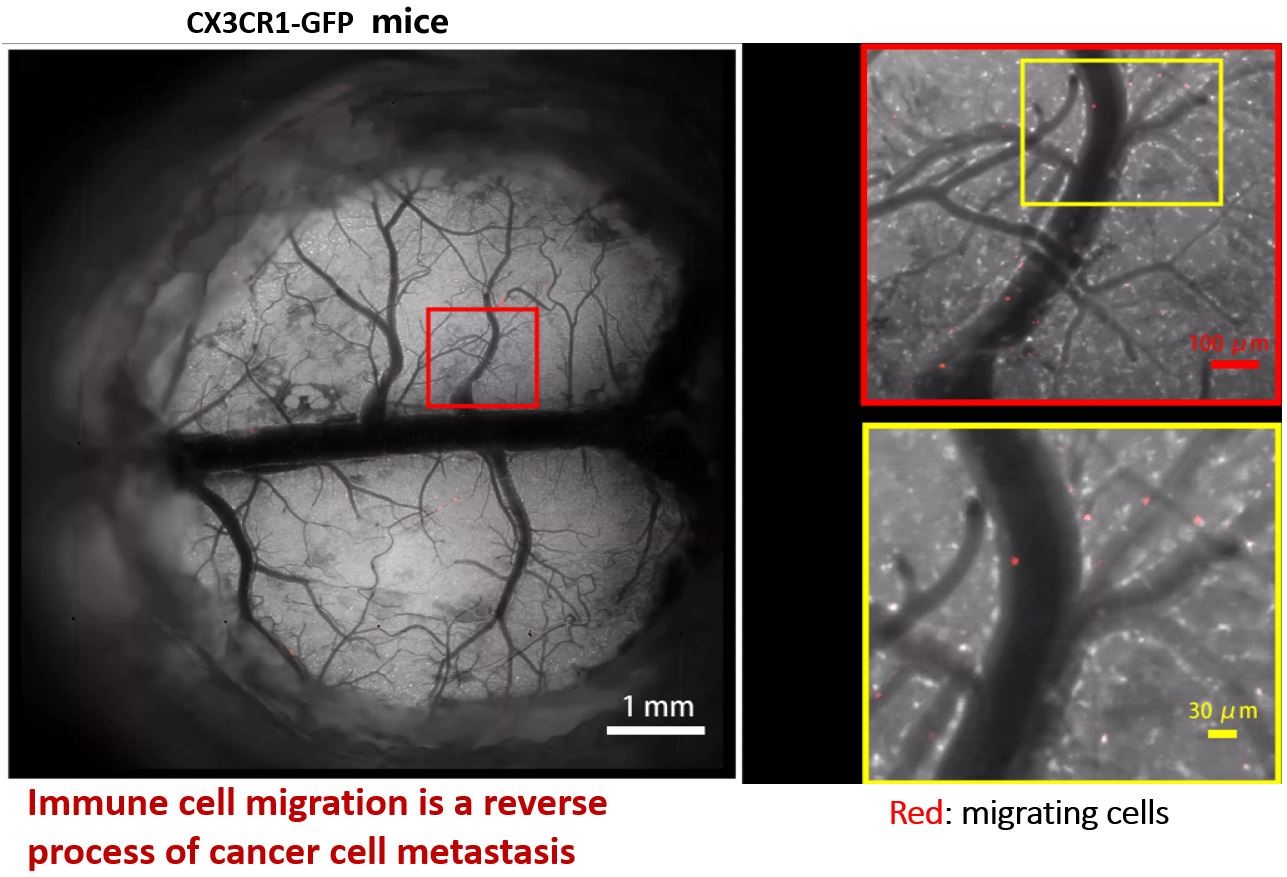 CX3CR1-GFP mice
100 μm
1 mm
30 μm
Immune cell migration is a reverse
process of cancer cell metastasis
Red: migrating cells